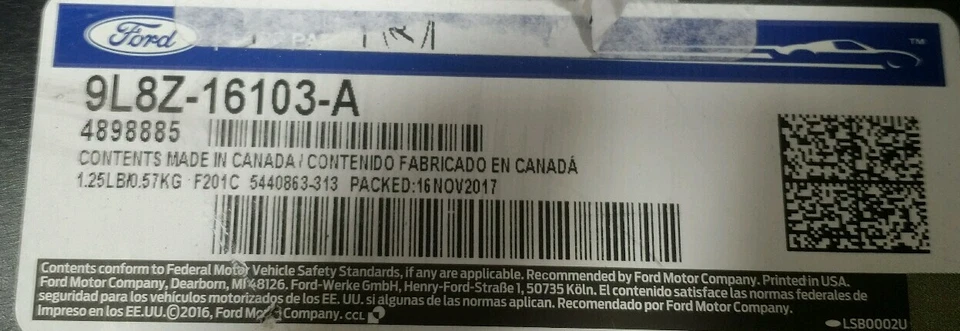 Ford
TM
9L8Z-16103-A
4898885
CONTENTS MADE IN CANADA / CONTENIDO FABRICADO EN CANADÁ
1.25LB/0.57KG F201C 5440863-313 PACKED:16NOV2017
Contents conform to Federal Motor Vehicle Safety Standards, if any are applicable. Recommended by Ford Motor Company. Printed in USA.
Ford Motor Company, Dearborn, MI 48126. Ford-Werke GmbH, Henry-Ford-Straße 1, 50735 Köln. El contenido satisface las normas federales de
seguridad para los vehículos motorizados de los EE. UU. si algunas de las normas aplican. Recomendado por Ford Motor Company.
Impreso en los EE.UU.©2016, Ford Motor Company. CCL
LSB0002U